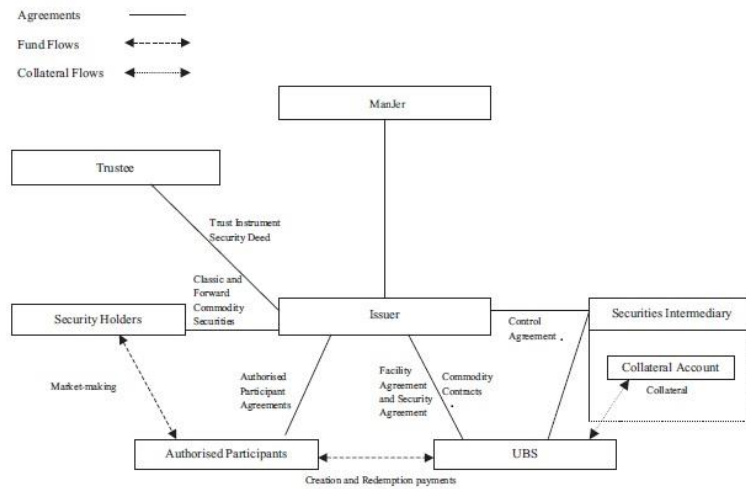 Agreements
Fund Flows
Collateral Flows
ManJer
Trustee
Trust Instrument
Security Deed
Classic and
Forward
Commodity
Securities
Security Holders
Issuer
Securities Intermediary
Control
Agreement
Collateral Account
Collateral
Market-making
Authorised
Participant
Agreements
Facility
Agreement
and Security
Agreement
Commodity
Contracts
Authorised Participants
UBS
Creation and Redemption payments